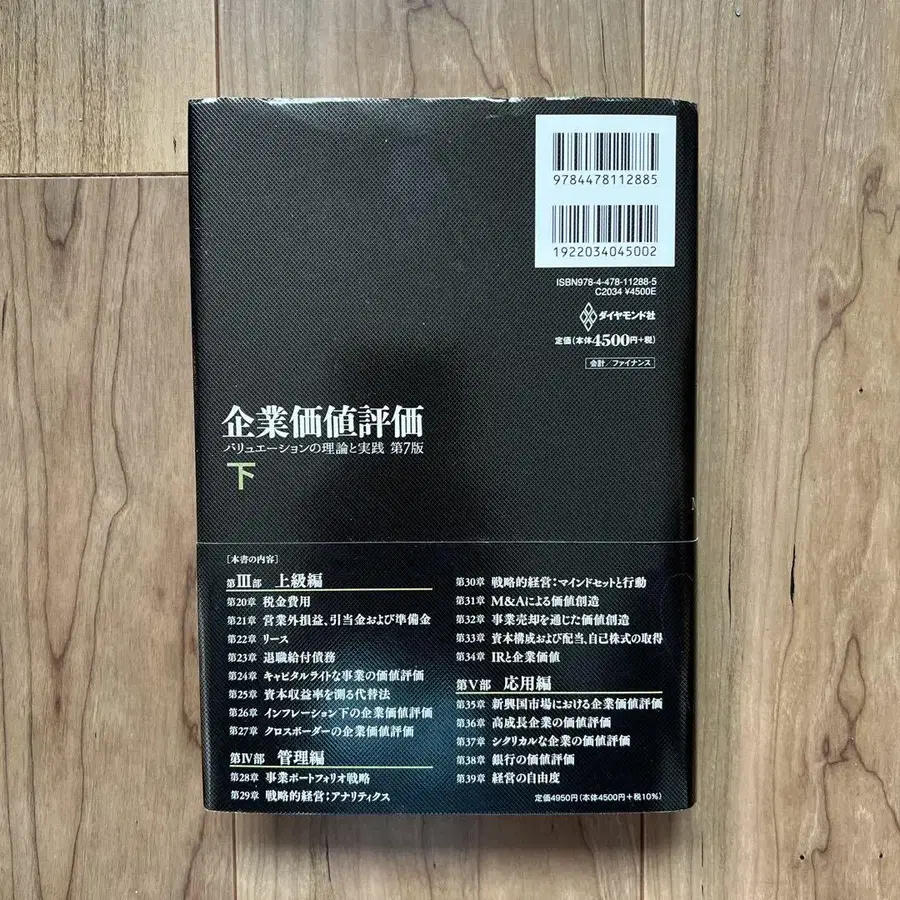 9784478112885
1922034045002
ISBN978-4-478-11288-5
C2034 ¥4500E
ダイヤモンド社
定価(本体4500円+税)
会計/ファイナンス
企業価値評価
バリュエーションの理論と実践 第7版
下
[本書の内容]
第III部 上級編
第20章 税金費用
第21章 営業外損益、引当金および準備金
第22章 リース
第23章 退職給付債務
第24章 キャピタルライトな事業の価値評価
第25章 資本収益率を測る代替法
第26章 インフレーション下の企業価値評価
第27章 クロスボーダーの企業価値評価
第IV部 管理編
第28章 事業ポートフォリオ戦略
第29章 戦略的経営:アナリティクス
第30章 戦略的経営:マインドセットと行動
第31章 M&Aによる価値創造
第32章 事業売却を通じた価値創造
第33章 資本構成および配当、自己株式の取得
第34章 IRと企業価値
第V部 応用編
第35章 新興国市場における企業価値評価
第36章 高成長企業の価値評価
第37章 シクリカルな企業の価値評価
第38章 銀行の価値評価
第39章 経営の自由度
定価4950円(本体4500円+税10%)